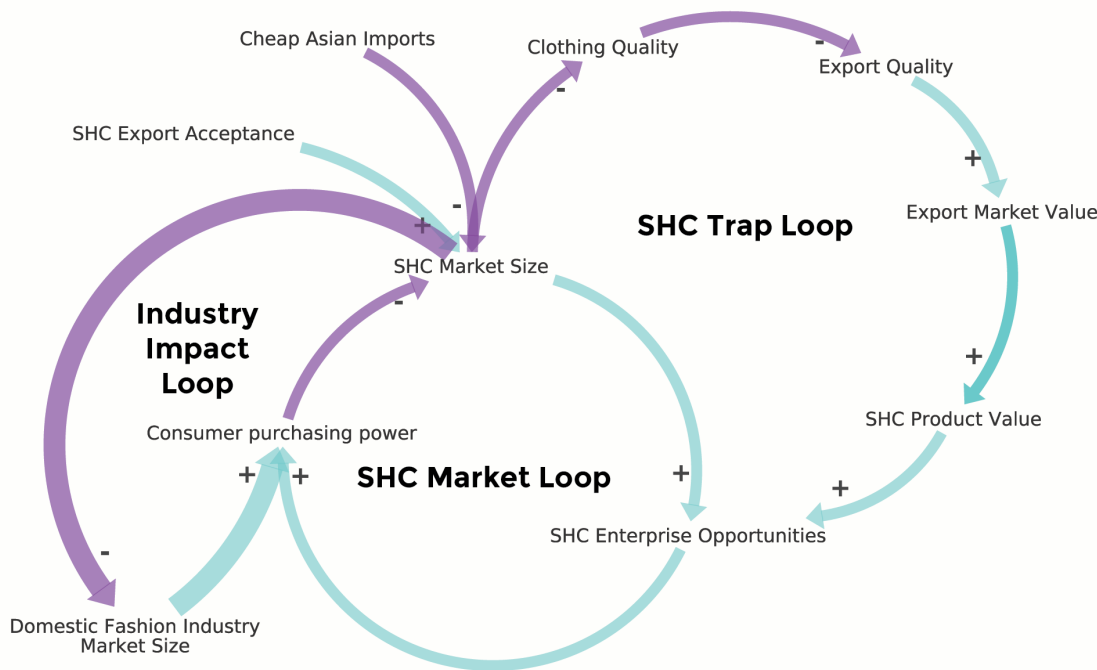 Cheap Asian Imports
Clothing Quality
-
Export Quality
-
SHC Export Acceptance
+
Export Market Value
-
+
SHC Trap Loop
SHC Market Size
-
Industry
Impact
Loop
+
SHC Product Value
Consumer purchasing power
+
+
SHC Market Loop
+
+
SHC Enterprise Opportunities
-
Domestic Fashion Industry
Market Size